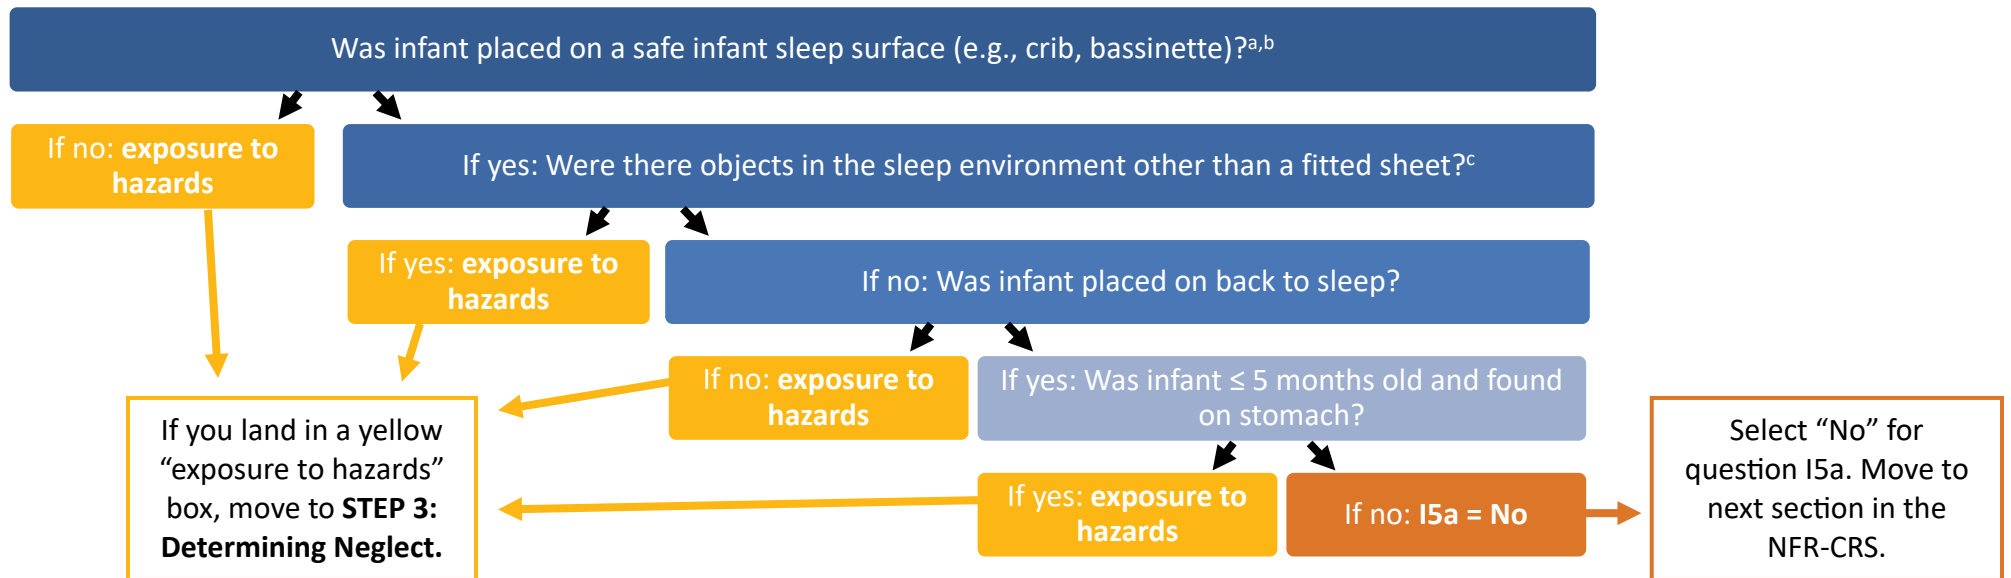 Was infant placed on a safe infant sleep surface (e.g., crib, bassinette)?a,b
If no: exposure to
hazards
If yes: Were there objects in the sleep environment other than a fitted sheet?c
If yes: exposure to
hazards
If no: Was infant placed on back to sleep?
If no: exposure to
hazards
If yes: Was infant ≤ 5 months old and found
on stomach?
If you land in a yellow
“exposure to hazards”
box, move to STEP 3:
Determining Neglect.
If yes: exposure to
hazards
If no: I5a = No
Select “No” for
question I5a. Move to
next section in the
NFR-CRS.